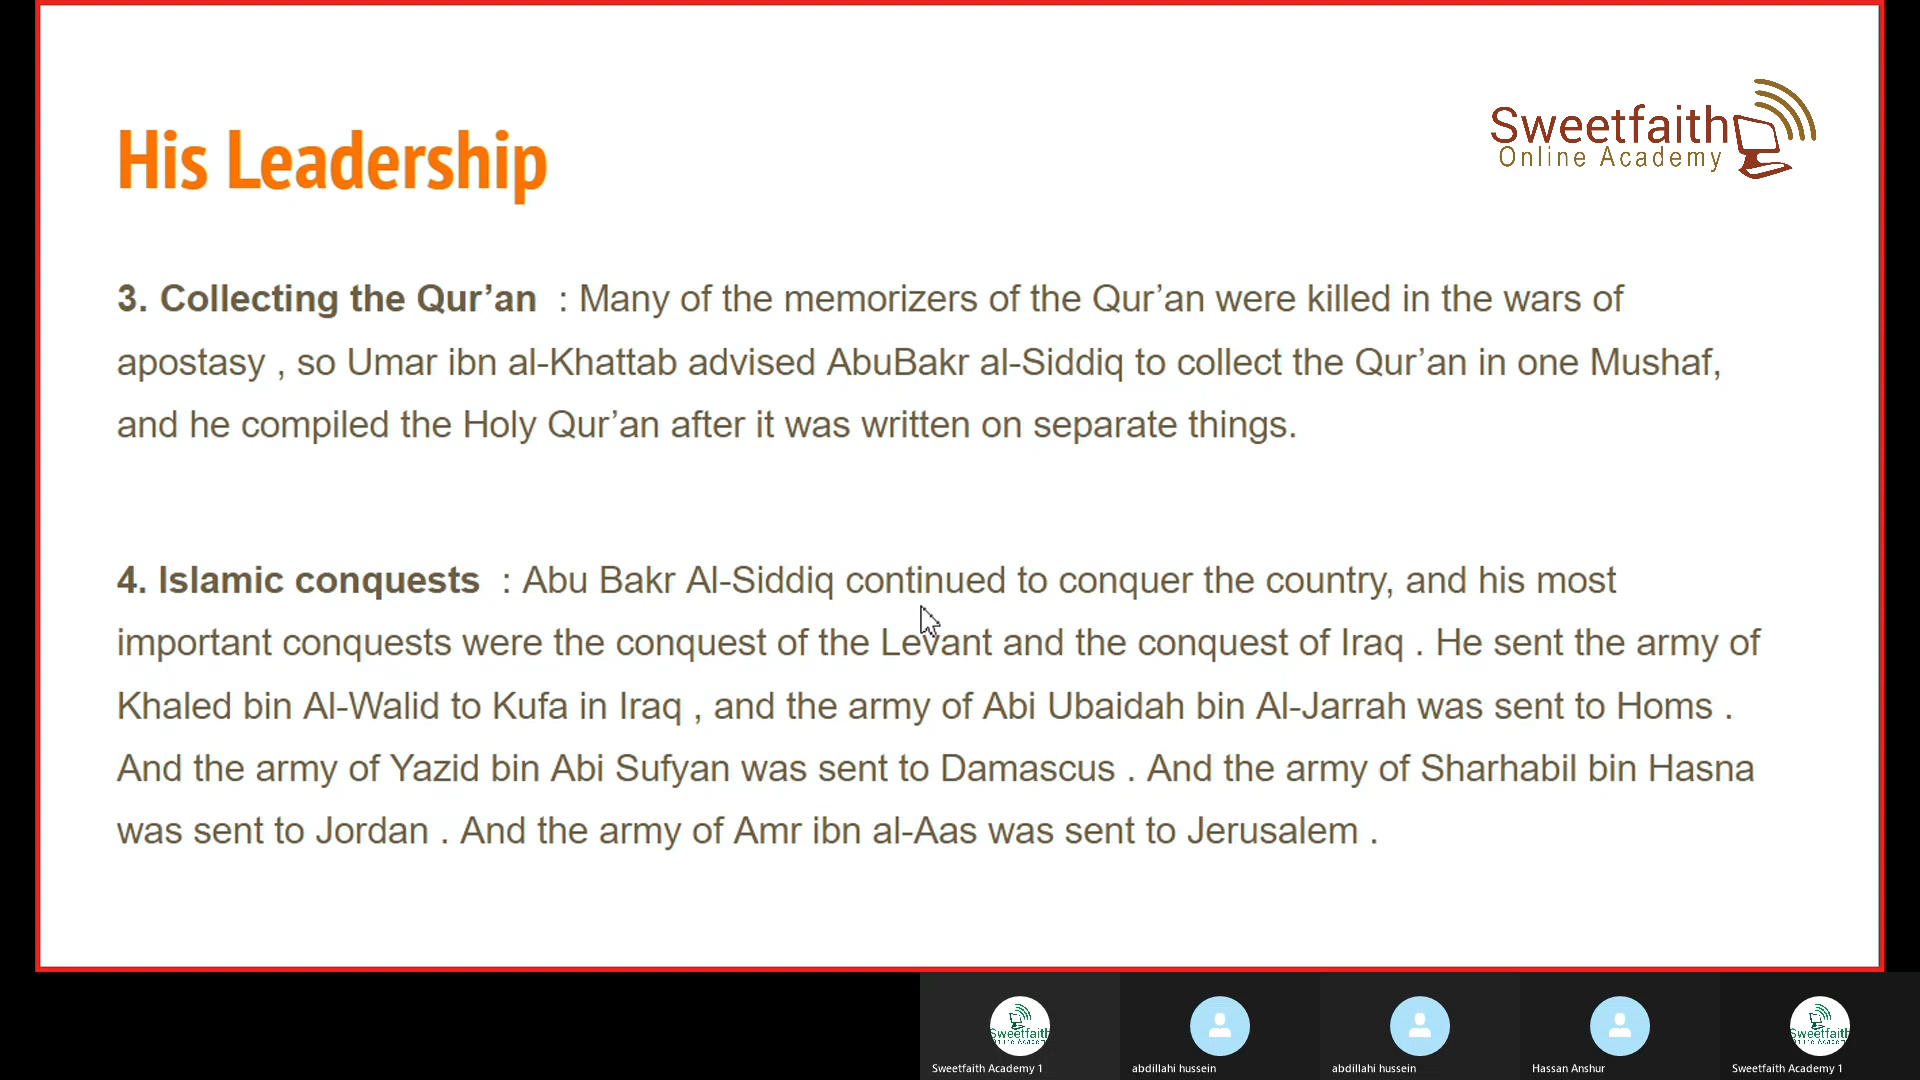 Sweetfaith
Online Academy
His Leadership
3. Collecting the Qur’an : Many of the memorizers of the Qur’an were killed in the wars of
apostasy , so Umar ibn al-Khattab advised AbuBakr al-Siddiq to collect the Qur’an in one Mushaf,
and he compiled the Holy Qur’an after it was written on separate things.
4. Islamic conquests : Abu Bakr Al-Siddiq continued to conquer the country, and his most
important conquests were the conquest of the Levant and the conquest of Iraq . He sent the army of
Khaled bin Al-Walid to Kufa in Iraq , and the army of Abi Ubaidah bin Al-Jarrah was sent to Homs .
And the army of Yazid bin Abi Sufyan was sent to Damascus . And the army of Sharhabil bin Hasna
was sent to Jordan . And the army of Amr ibn al-Aas was sent to Jerusalem .
Sweetfaith
Sweetfaith
Sweetfaith Academy 1
abdillahi hussein
abdillahi hussein
Hassan Anshur
Sweetfaith Academy 1